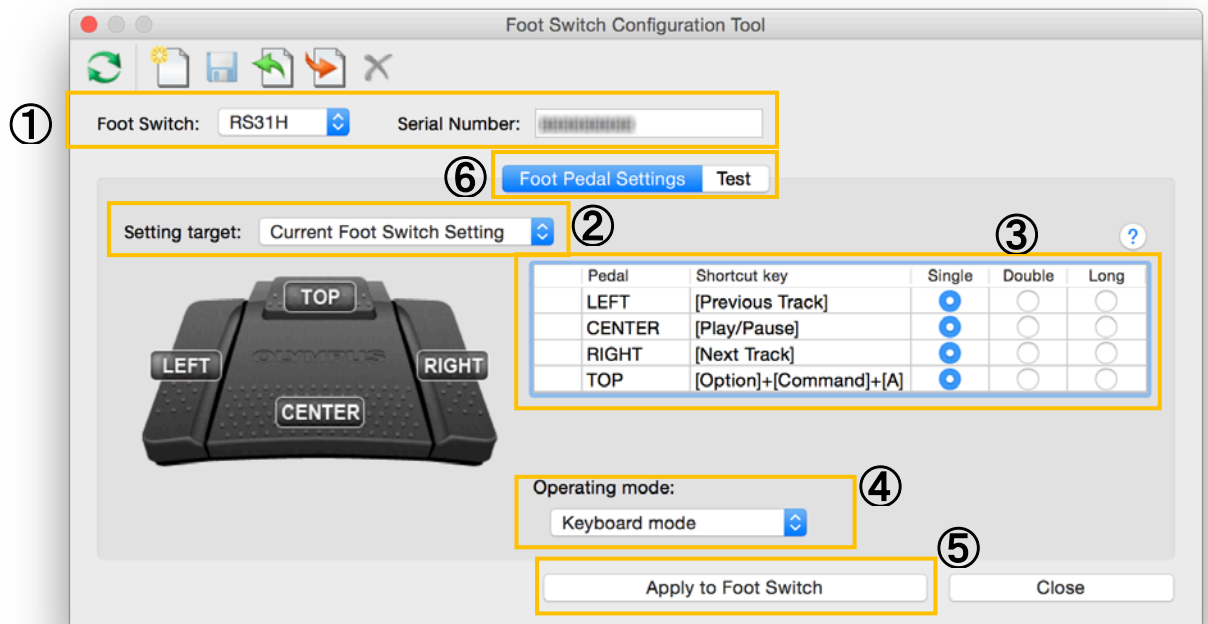 Foot Switch Configuration Tool
① Foot Switch: RS31H Serial Number:
⑥ Foot Pedal Settings Test
Setting target: Current Foot Switch Setting ② ③ ?
Pedal Shortcut key Single Double Long
LEFT [Previous Track]
CENTER [Play/Pause]
RIGHT [Next Track]
TOP [Option]+[Command]+[A]
TOP
OLYMPUS
LEFT RIGHT
CENTER
Operating mode: ④
Keyboard mode
⑤
Apply to Foot Switch Close